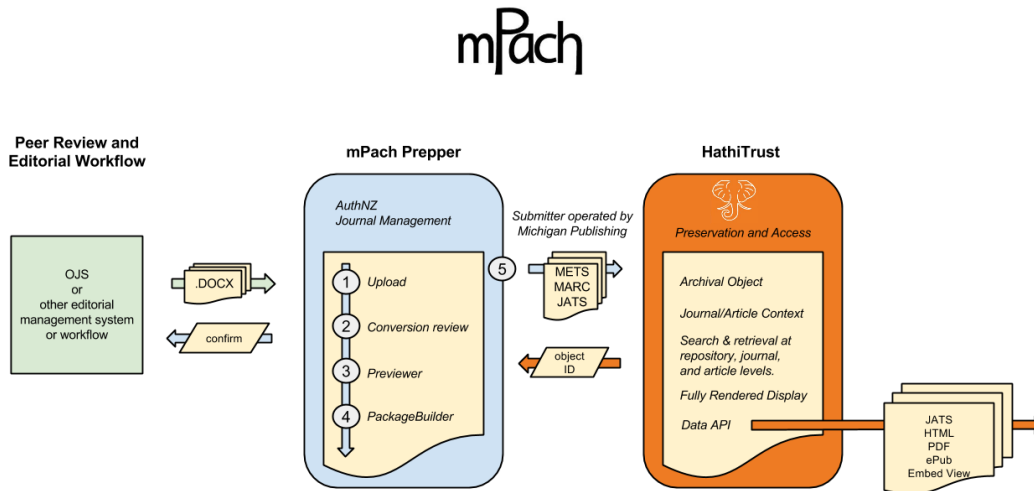 mPach
Peer Review and
Editorial Workflow
OJS
or
other editorial
management system
or workflow
.DOCX
confirm
mPach Prepper
AuthNZ
Journal Management
1 Upload
2 Conversion review
3 Previewer
4 PackageBuilder
5
Submitter operated by
Michigan Publishing
METS
MARC
JATS
object
ID
HathiTrust
Preservation and Access
Archival Object
Journal/Article Context
Search & retrieval at
repository, journal,
and article levels.
Fully Rendered Display
Data API
JATS
HTML
PDF
ePub
Embed View